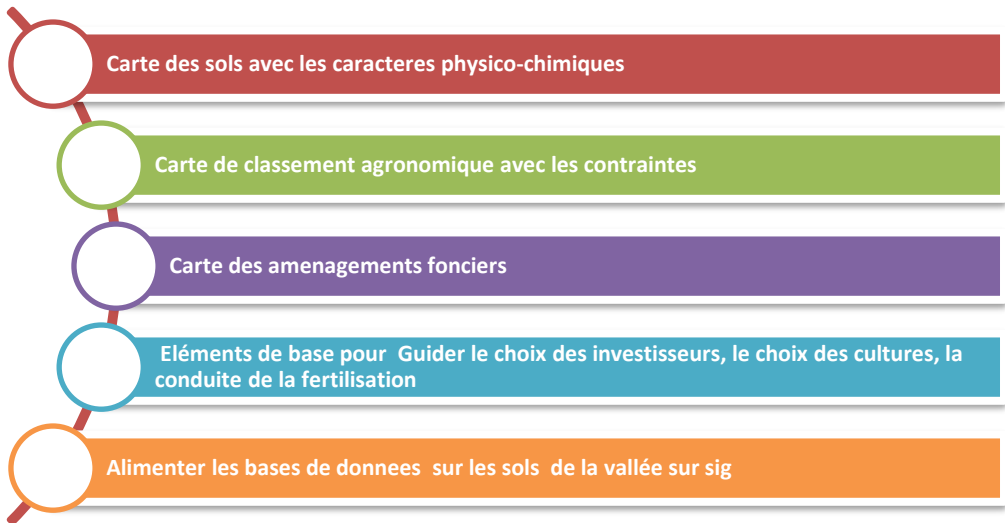 Carte des sols avec les caracteres physico-chimiques
Carte de classement agronomique avec les contraintes
Carte des amenagements fonciers
Eléments de base pour Guider le choix des investisseurs, le choix des cultures, la
conduite de la fertilisation
Alimenter les bases de donnees sur les sols de la vallée sur sig